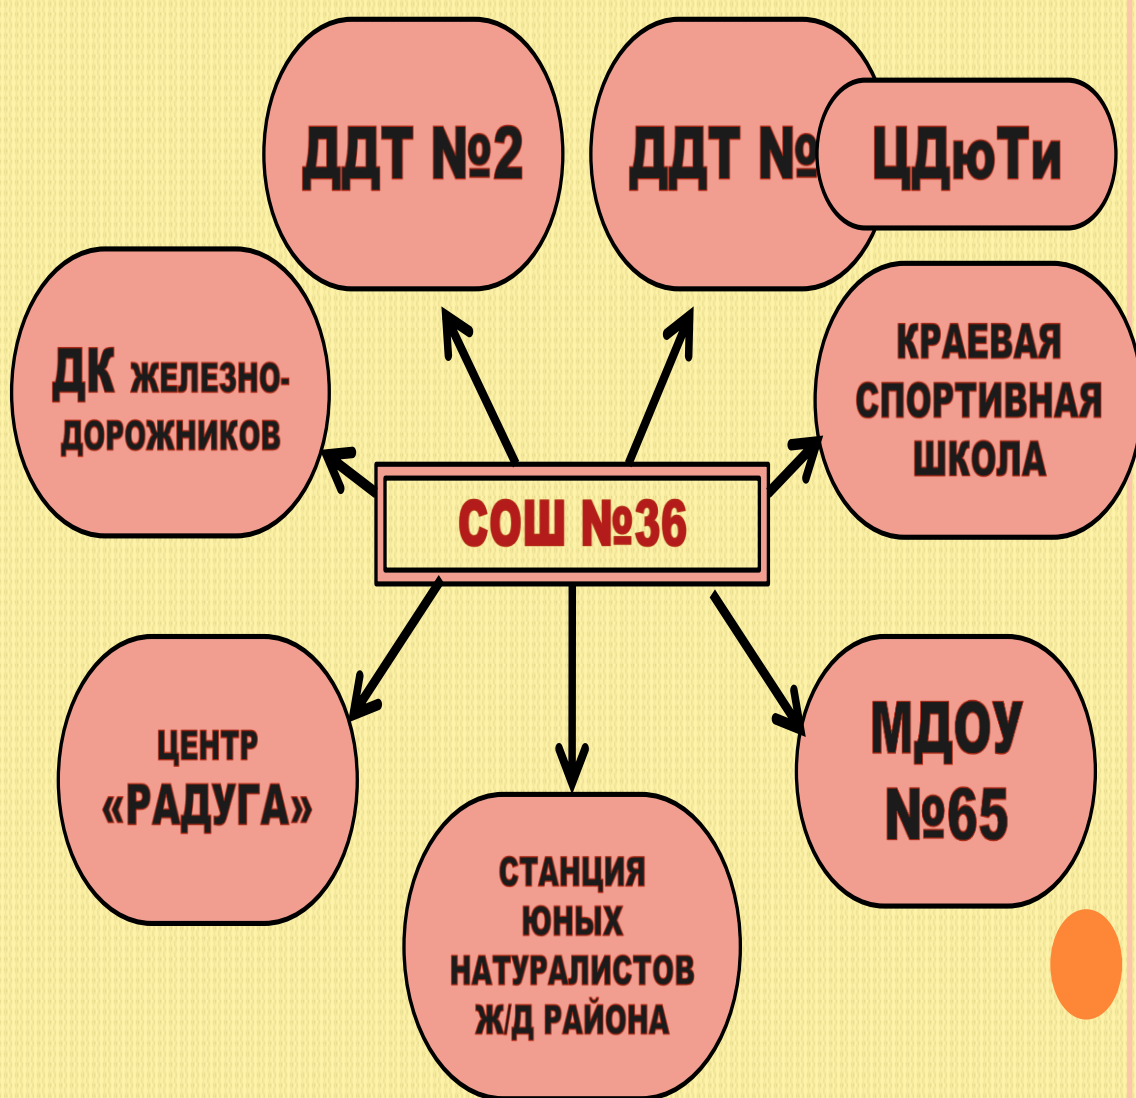 ДДТ №2
ДДТ №
ЦДюТи
ДК ЖЕЛЕЗНО-
ДОРОЖНИКОВ
КРАЕВАЯ
СПОРТИВНАЯ
ШКОЛА
СОШ №36
ЦЕНТР
«РАДУГА»
МДОУ
№65
СТАНЦИЯ
ЮНЫХ
НАТУРАЛИСТОВ
Ж/Д РАЙОНА